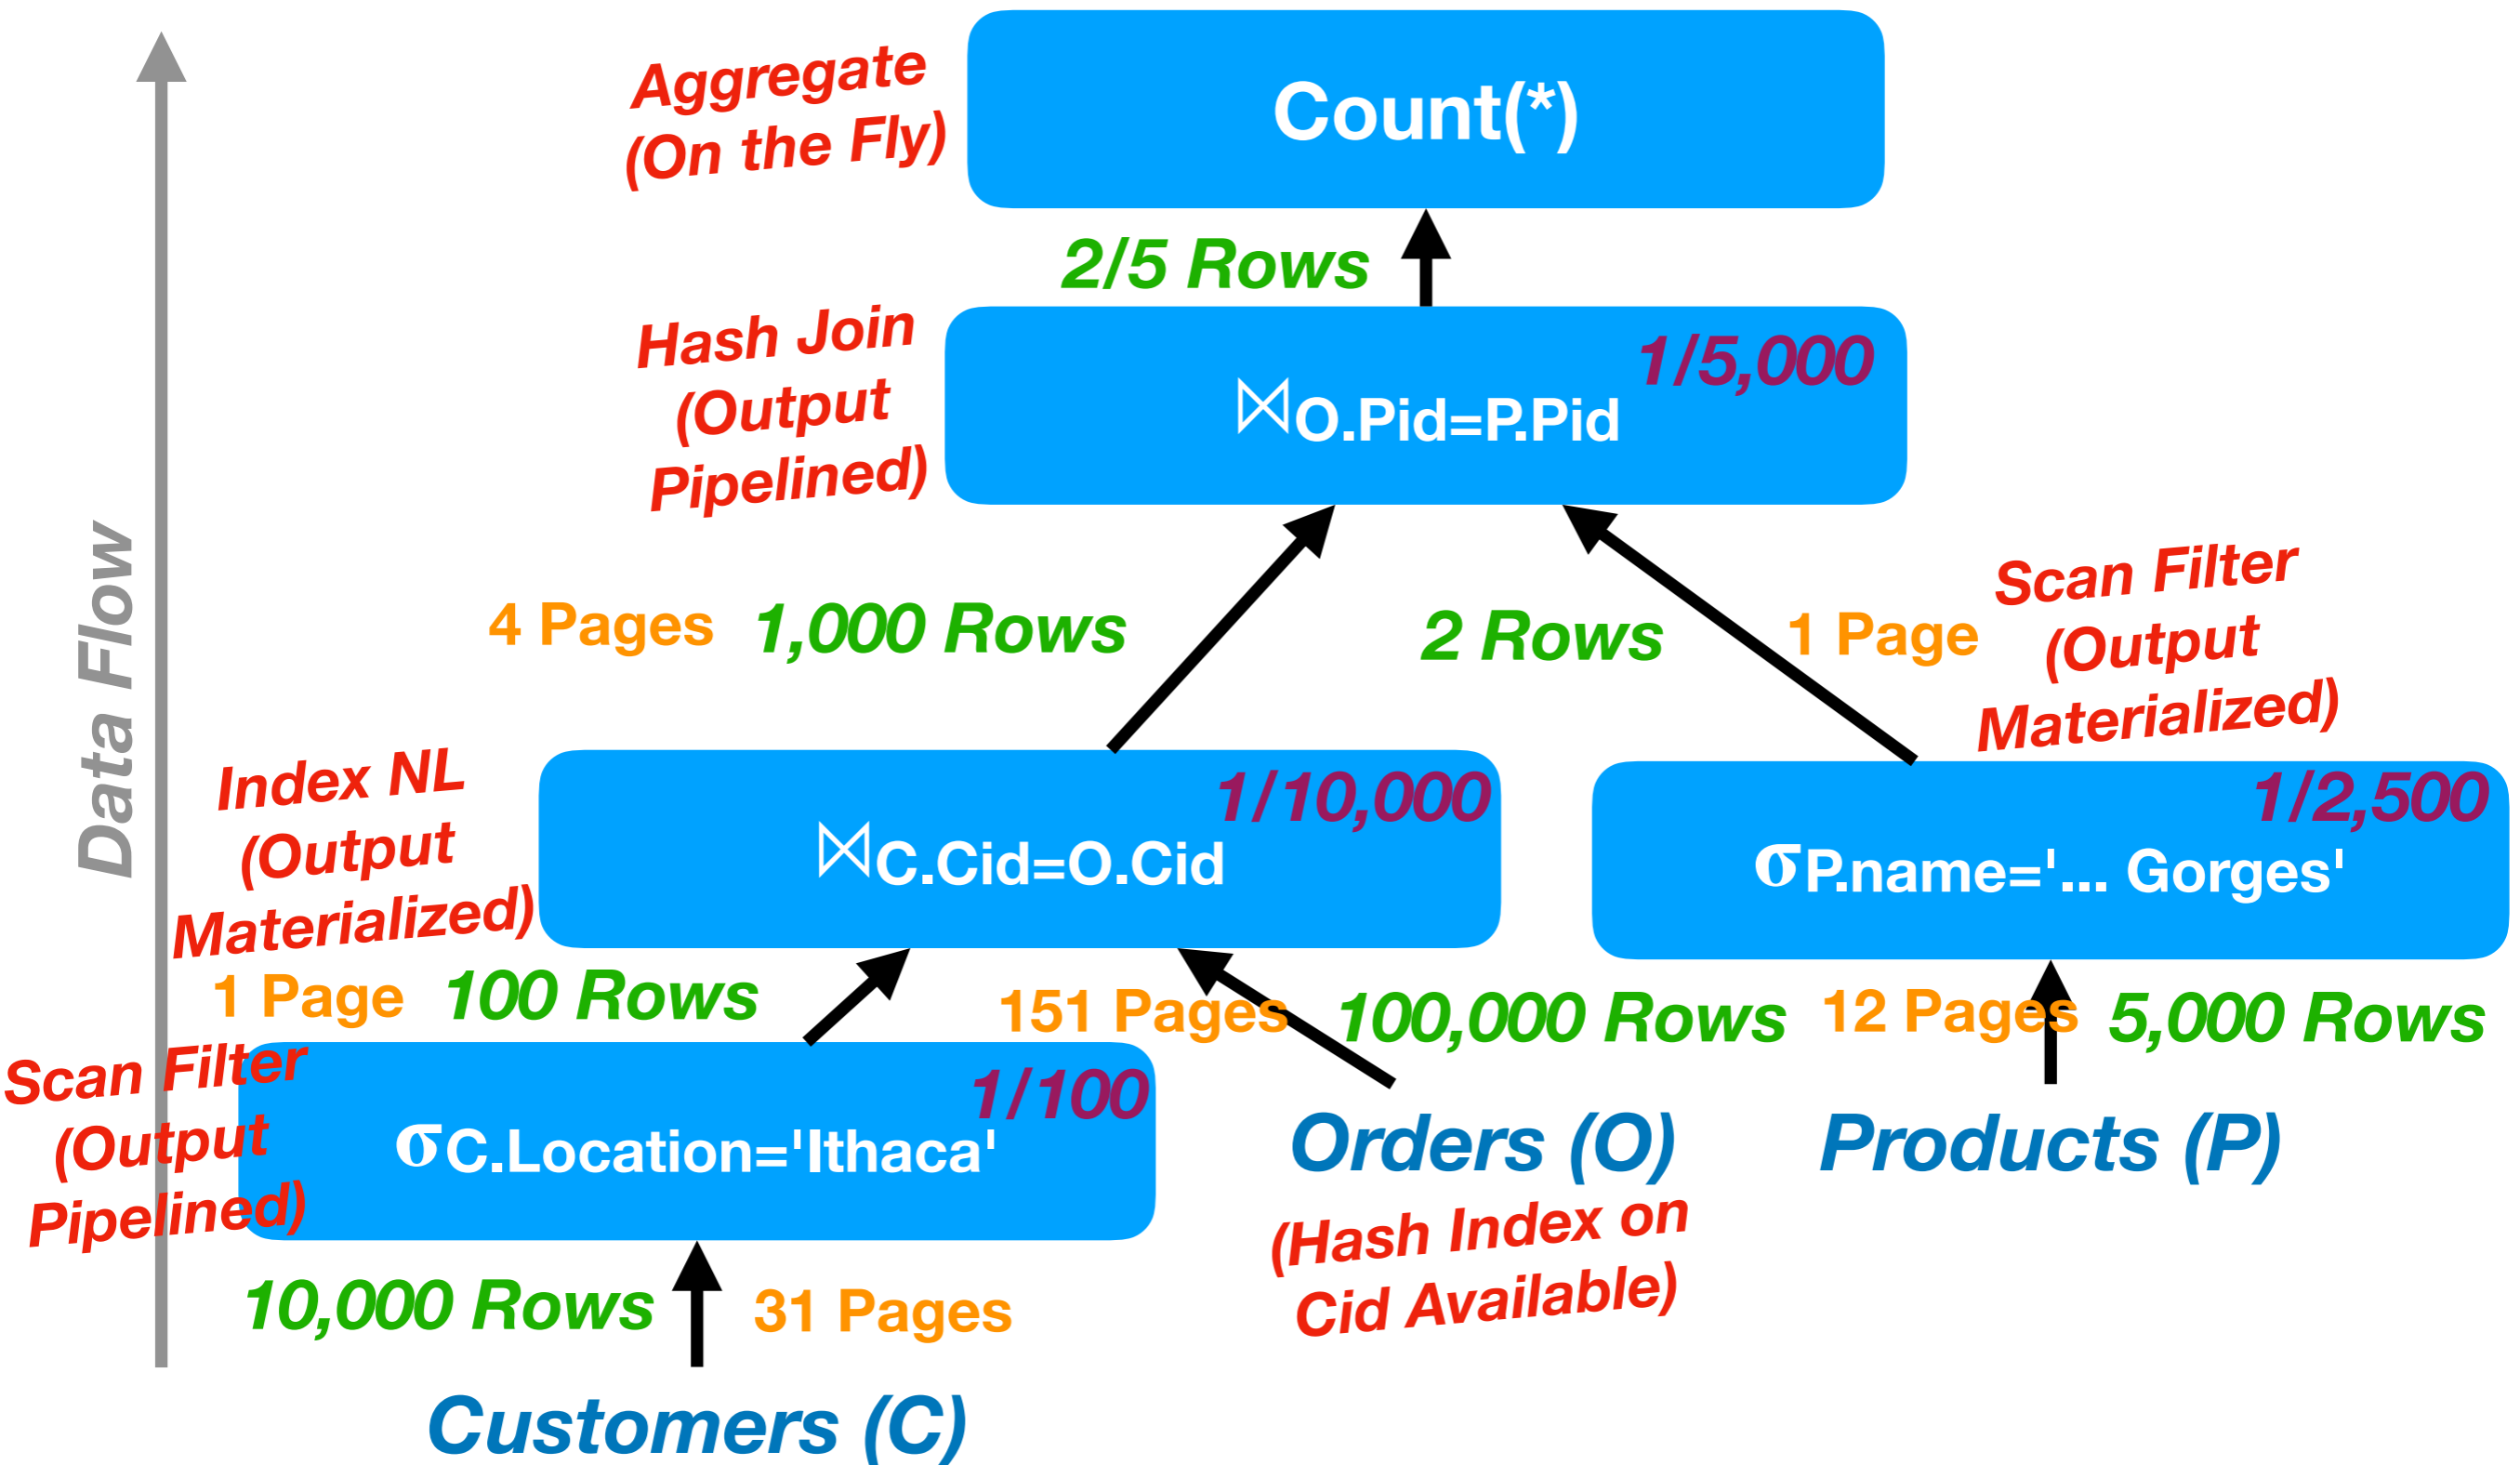 Aggregate
(On the Fly)
Count(*)
2/5 Rows
Hash Join
(Output
Pipelined)
1/5,000
⋈O.Pid=P.Pid
Data Flow
4 Pages
1,000 Rows
2 Rows
1 Page
Scan Filter
(Output
Materialized)
Index NL
(Output
Materialized)
1/10,000
⋈C.Cid=O.Cid
1/2,500
σP.name='... Gorges'
1 Page
100 Rows
151 Pages
100,000 Rows
12 Pages
5,000 Rows
Scan Filter
(Output
Pipelined)
1/100
σC.Location='Ithaca'
Orders (O)
(Hash Index on
Cid Available)
Products (P)
10,000 Rows
31 Pages
Customers (C)